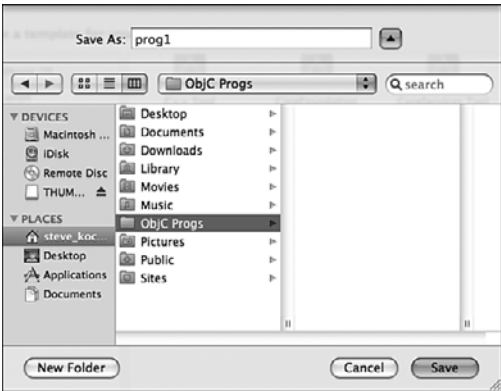 Save As: prog1
ObjC Progs
search
DEVICES
Macintosh ...
iDisk
Remote Disc
THUM...
PLACES
steve_koc...
Desktop
Applications
Documents
Desktop
Documents
Downloads
Library
Movies
Music
ObjC Progs
Pictures
Public
Sites
New Folder
Cancel
Save